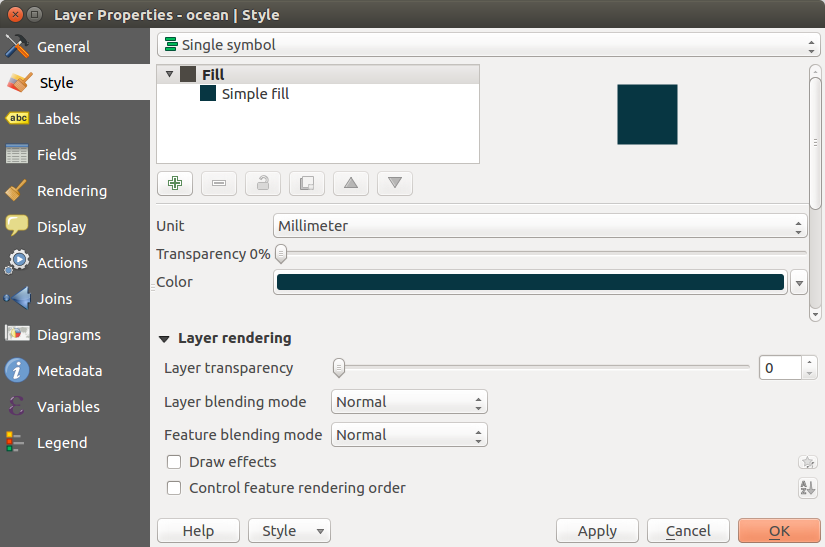 Layer Properties - ocean | Style
General
Style
abc Labels
Fields
Rendering
Display
Actions
Joins
Diagrams
Metadata
Variables
Legend
Single symbol
Fill
Simple fill
Unit Millimeter
Transparency 0%
Color
Layer rendering
Layer transparency 0
Layer blending mode Normal
Feature blending mode Normal
Draw effects
Control feature rendering order
Help Style Apply Cancel OK